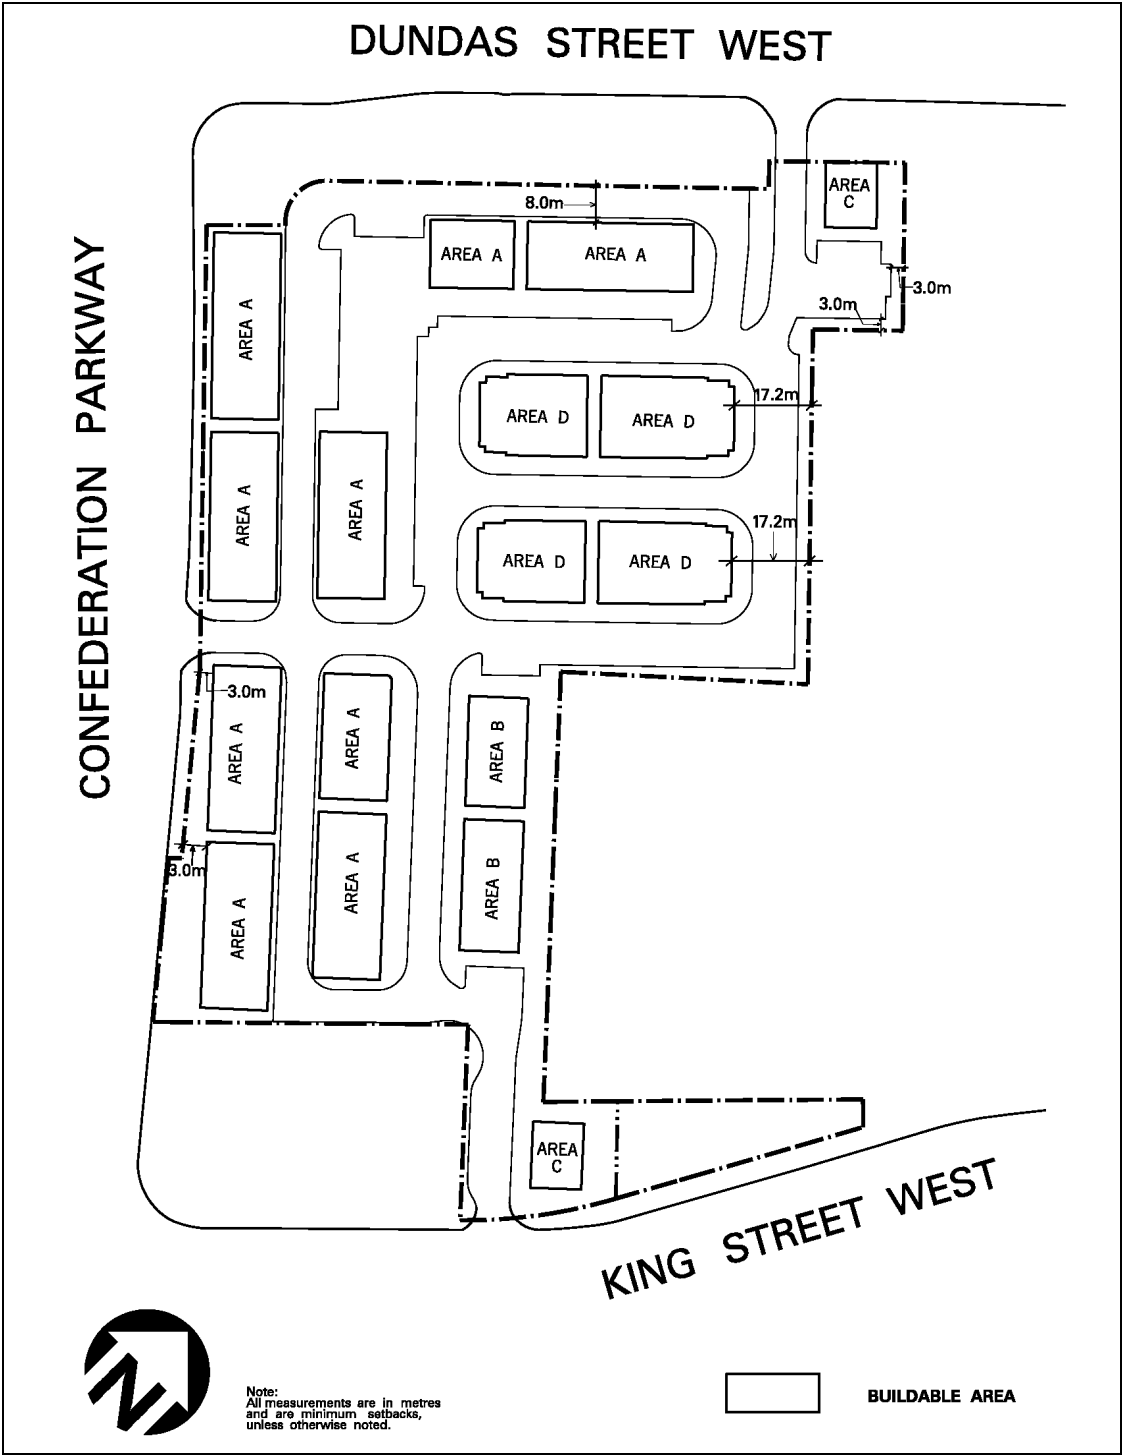 DUNDAS STREET WEST
CONFEDERATION PARKWAY
AREA
C
8.0m
AREA A
AREA A
AREA A
3.0m
3.0m
17.2m
AREA D
AREA D
AREA A
AREA A
17.2m
AREA D
AREA D
3.0m
AREA A
AREA A
AREA B
3.0m
AREA A
AREA A
AREA B
AREA
C
KING STREET WEST
N
Note:
All measurements are in metres
and are minimum setbacks,
unless otherwise noted.
BUILDABLE AREA